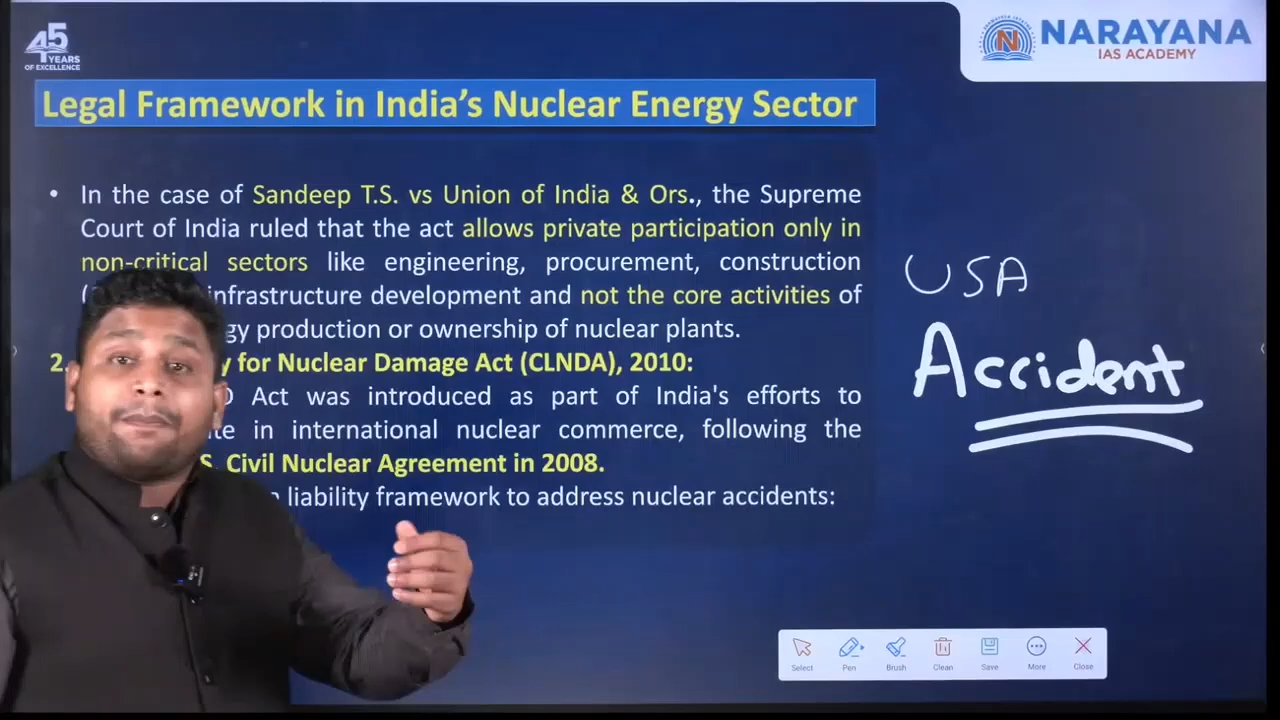 45
YEARS
OF EXCELLENCE
NARAYANA
IAS ACADEMY
Legal Framework in India's Nuclear Energy Sector
• In the case of Sandeep T.S. vs Union of India & Ors., the Supreme
Court of India ruled that the act allows private participation only in
non-critical sectors like engineering, procurement, construction
infrastructure development and not the core activities of
production or ownership of nuclear plants.
2. for Nuclear Damage Act (CLNDA), 2010:
Act was introduced as part of India's efforts to
in international nuclear commerce, following the
Civil Nuclear Agreement in 2008.
liability framework to address nuclear accidents:
USA
Accident
Select Pen Brush Clean Save More Close